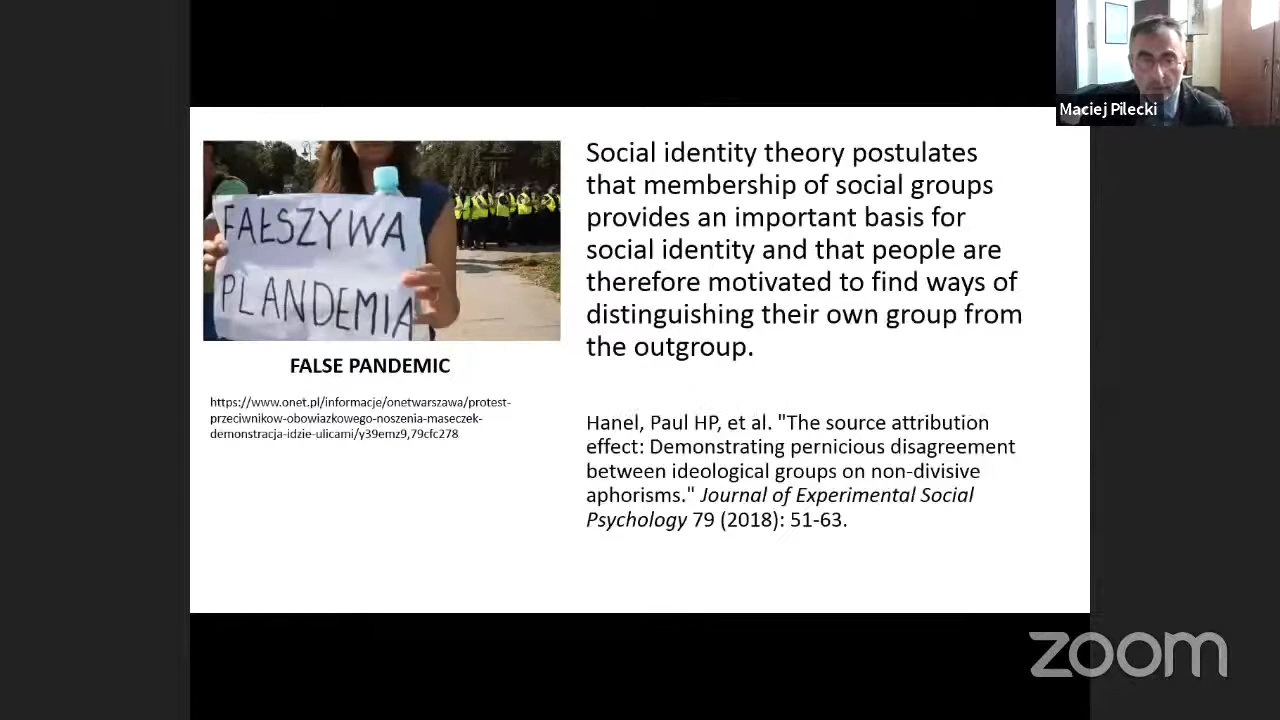 Maciej Pilecki
FAŁSZYWA
PLANDEMIA
FALSE PANDEMIC
https://www.onet.pl/informacje/onetwarszawa/protest-
przeciwnikow-obowiazkowego-noszenia-maseczek-
demonstracja-idzie-ulicami/y39emz9,79cfc278
Social identity theory postulates
that membership of social groups
provides an important basis for
social identity and that people are
therefore motivated to find ways of
distinguishing their own group from
the outgroup.
Hanel, Paul HP, et al. "The source attribution
effect: Demonstrating pernicious disagreement
between ideological groups on non-divisive
aphorisms." Journal of Experimental Social
Psychology 79 (2018): 51-63.
zoom